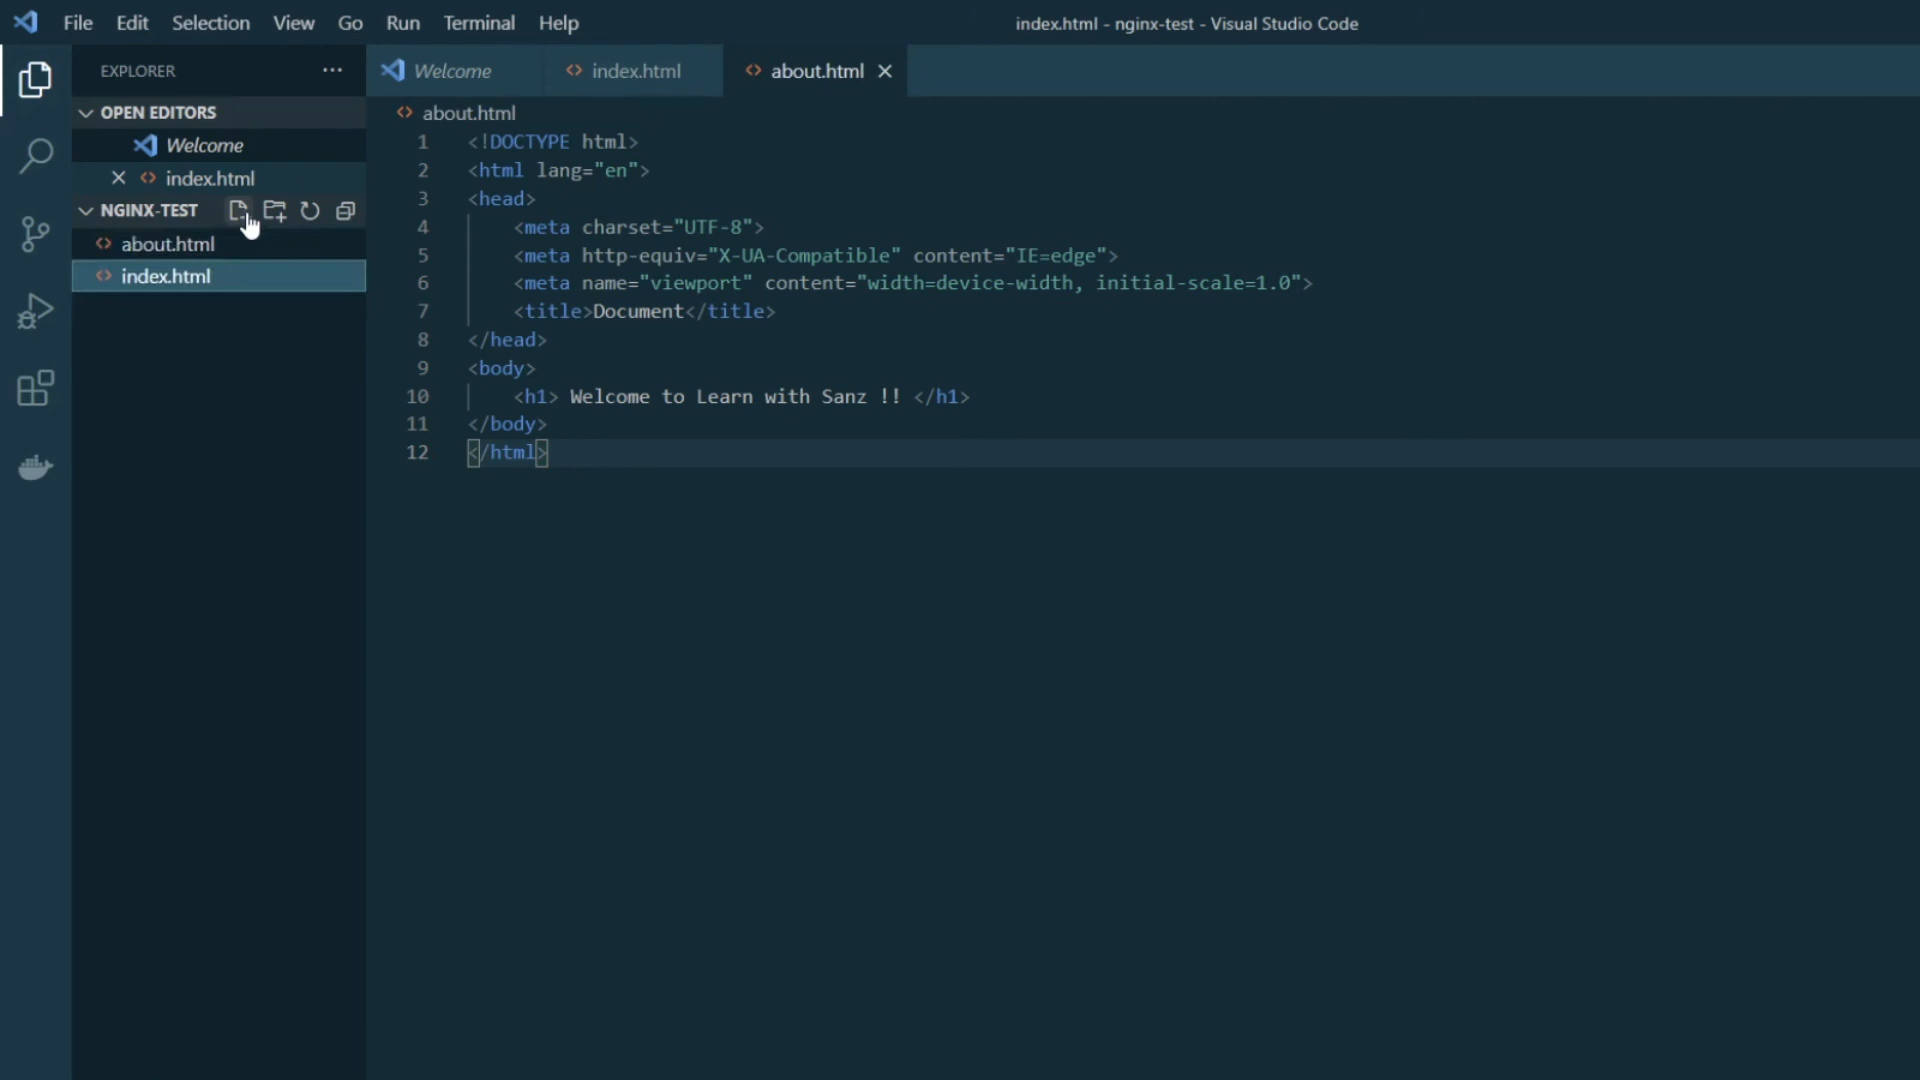 File Edit Selection View Go Run Terminal Help
index.html - nginx-test - Visual Studio Code
EXPLORER ···
OPEN EDITORS
Welcome
index.html
NGINX-TEST
about.html
index.html
Welcome index.html about.html
about.html
1 <!DOCTYPE html>
2 <html lang="en">
3 <head>
4 <meta charset="UTF-8">
5 <meta http-equiv="X-UA-Compatible" content="IE=edge">
6 <meta name="viewport" content="width=device-width, initial-scale=1.0">
7 <title>Document</title>
8 </head>
9 <body>
10 <h1> Welcome to Learn with Sanz !! </h1>
11 </body>
12 </html>